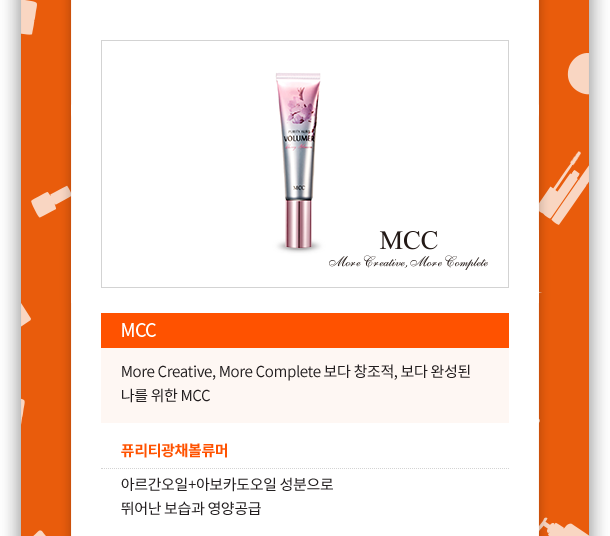 VOLUMER
MCC
MCC
More Creative, More Complete
MCC
More Creative, More Complete 보다 창조적, 보다 완성된
나를 위한 MCC
퓨리티광채볼류머
아르간오일+아보카도오일 성분으로
뛰어난 보습과 영양공급